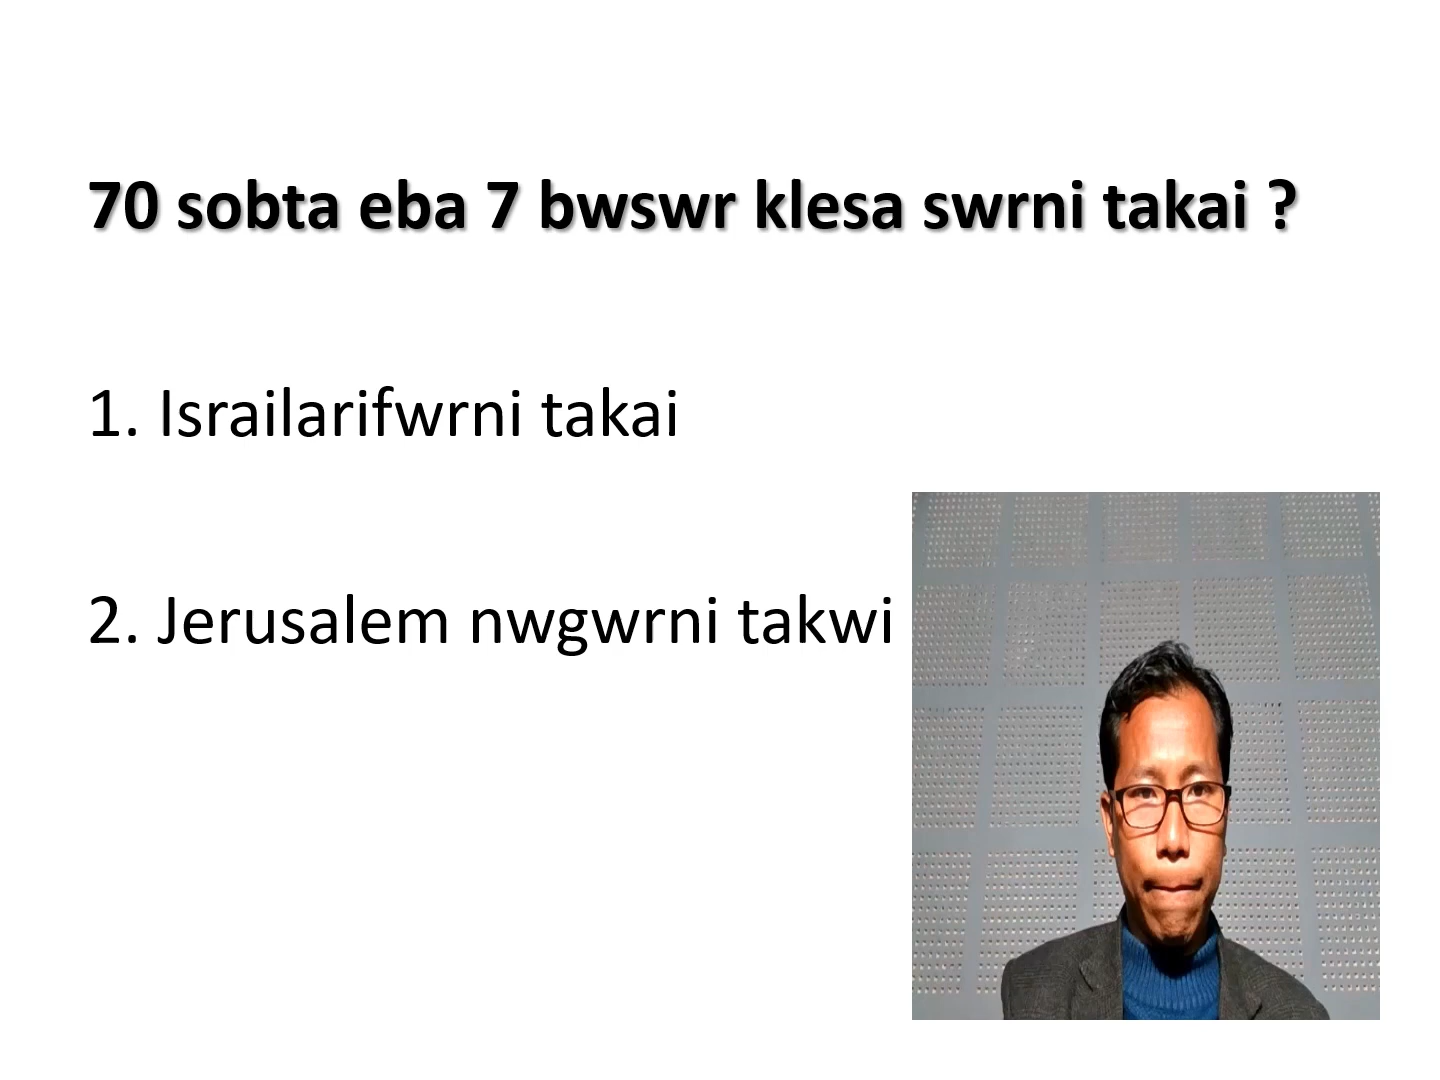 70 sobta eba 7 bwswr klesa swrni takai ?
1. Israilarifwrni takai
2. Jerusalem nwgwrni takwi